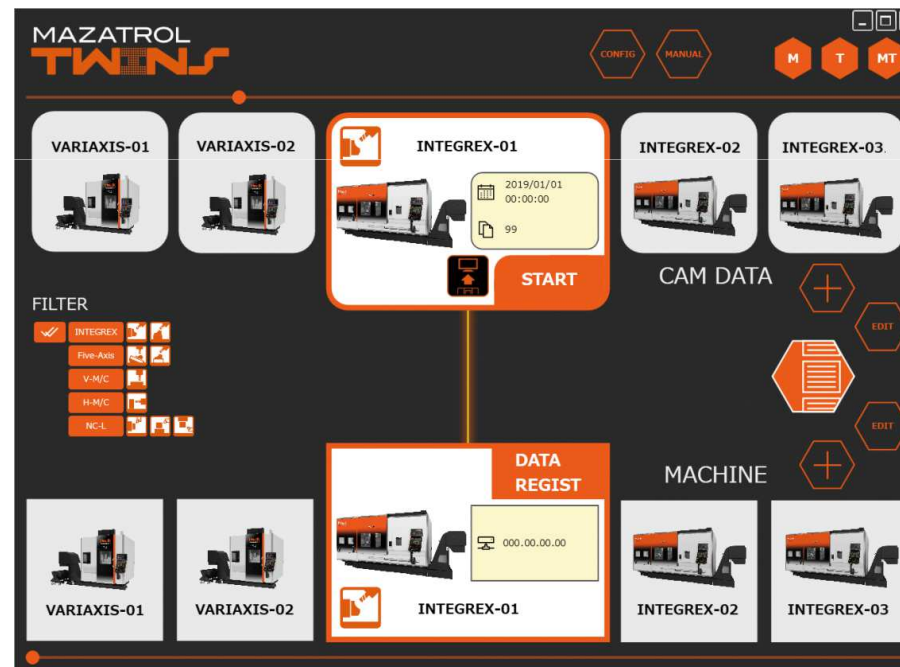 MAZATROL
TWINS
CONFIG
MANUAL
M
T
MT
VARIAXIS-01
VARIAXIS-02
INTEGREX-01
2019/01/01
00:00:00
99
START
INTEGREX-02
INTEGREX-03.
CAM DATA
EDIT
FILTER
INTEGREX
Five-Axis
V-M/C
H-M/C
NC-L
EDIT
MACHINE
DATA
REGIST
000.00.00.00
VARIAXIS-01
VARIAXIS-02
INTEGREX-01
INTEGREX-02
INTEGREX-03